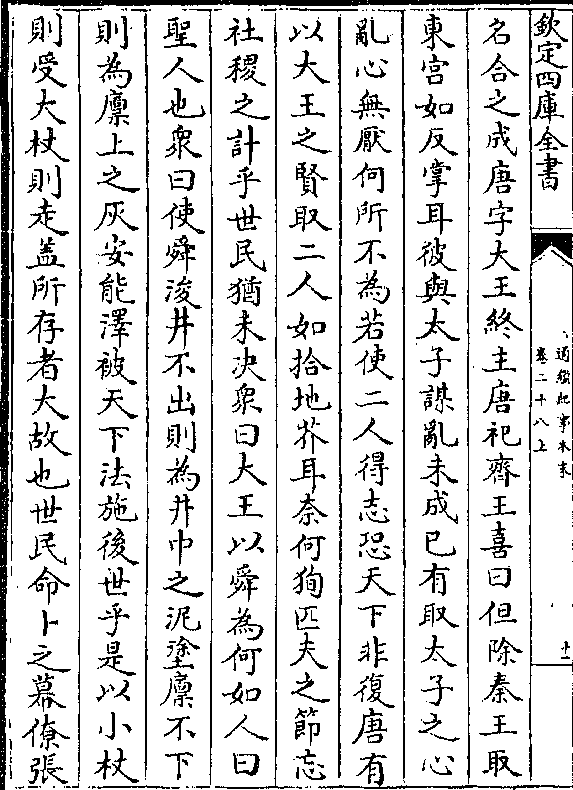 欽定四庫全書
通鑑紀事本末
卷二十八上
十一
名合之成唐字大王終主唐祀齊王喜曰但除秦王取
東宮如反掌耳彼與太子謀亂未成已有取太子之心
亂心無厭何所不為若使二人得志恐天下非復唐有
以大王之賢取二人如拾地芥耳奈何狥匹夫之節忘
社稷之計乎世民猶未决衆曰大王以舜為何如人曰
聖人也衆曰使舜浚井不出則為井中之泥塗廩不下
則為廩上之灰安能澤被天下法施後世乎是以小杖
則受大杖則走盖所存者大故也世民命卜之幕僚張